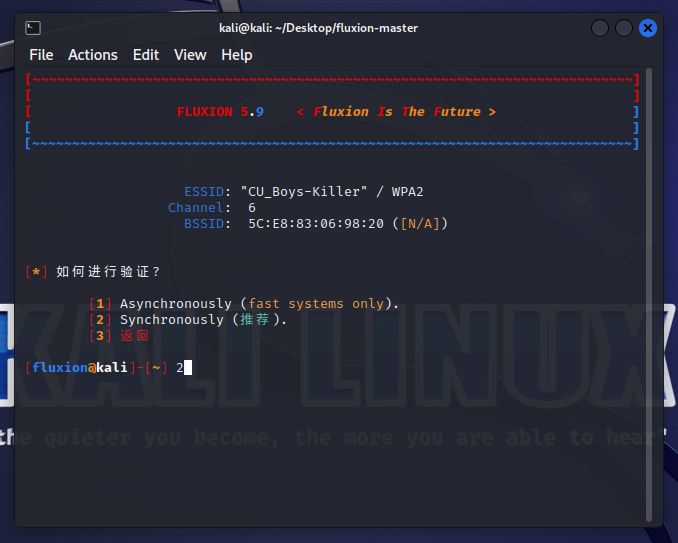 kali@kali: ~/Desktop/fluxion-master
File Actions Edit View Help
[~~~~~~~~~~~~~~~~~~~~~~~~~~~~~~~~~~~~~~~~~~~~~~~~~~~~~~~~~~~~~~~~~~~~~~~~~~~]
[ ]
[ FLUXION 5.9 < Fluxion Is The Future > ]
[ ]
[~~~~~~~~~~~~~~~~~~~~~~~~~~~~~~~~~~~~~~~~~~~~~~~~~~~~~~~~~~~~~~~~~~~~~~~~~~~]
ESSID: "CU_Boys-Killer" / WPA2
Channel: 6
BSSID: 5C:E8:83:06:98:20 ([N/A])
[*] 如何进行验证?
[1] Asynchronously (fast systems only).
[2] Synchronously (推荐).
[3] 返回
[fluxion@kali]-[~] 2
KALI LINUX
the quieter you become, the more you are able to hear"